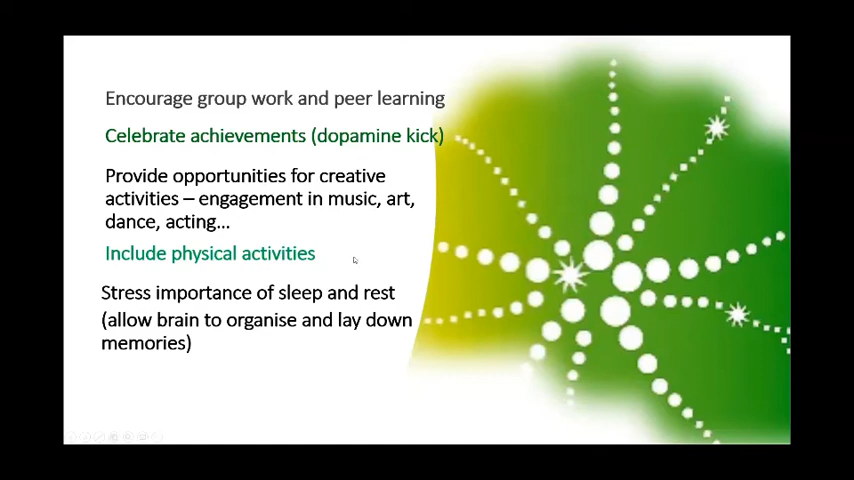 Encourage group work and peer learning
Celebrate achievements (dopamine kick)
Provide opportunities for creative
activities – engagement in music, art,
dance, acting...
Include physical activities
Stress importance of sleep and rest
(allow brain to organise and lay down
memories)